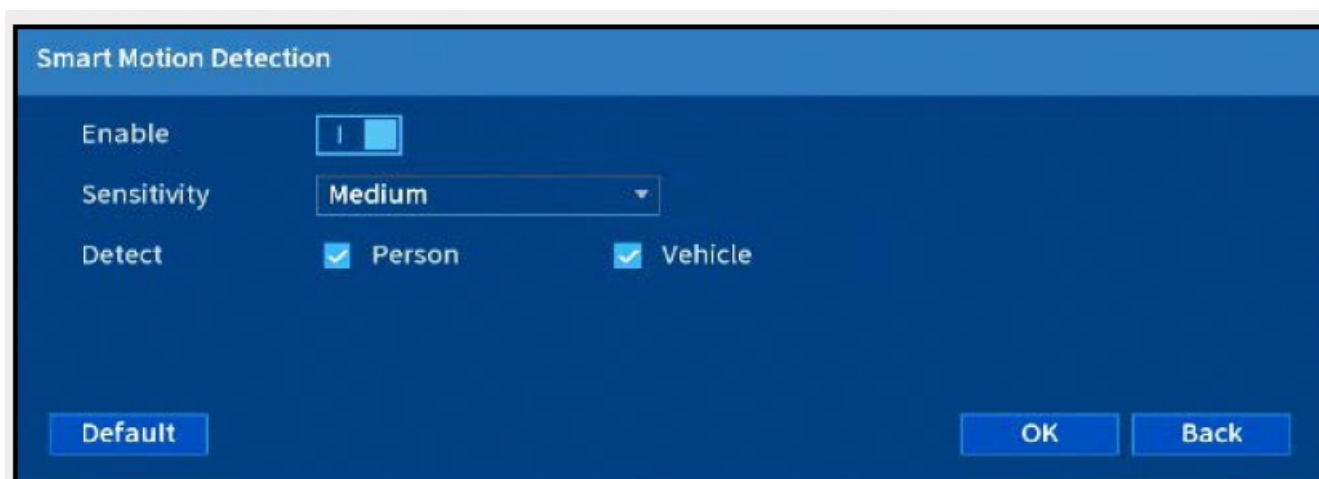 Smart Motion Detection
Enable
Sensitivity Medium
Detect Person Vehicle
Default OK Back